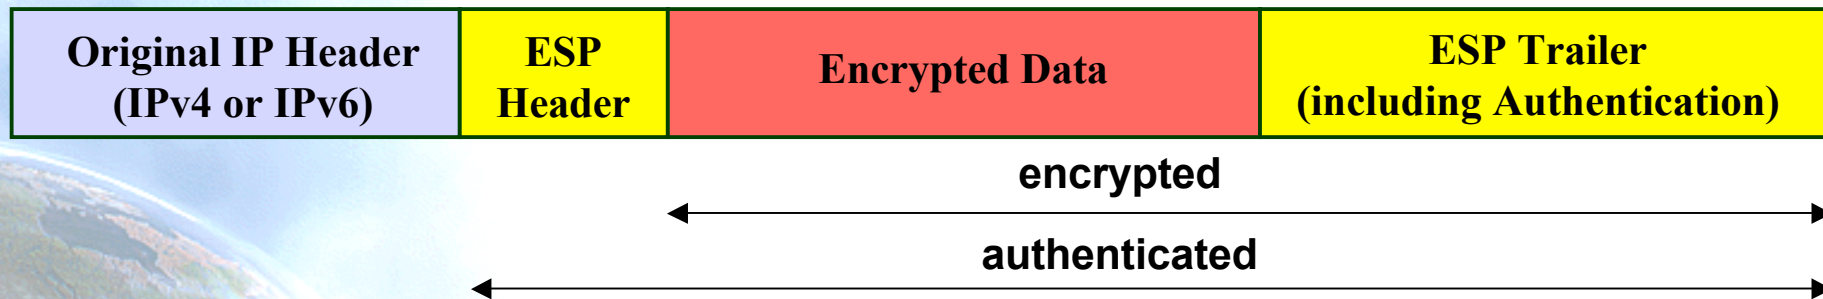 Original IP Header
(IPv4 or IPv6)
ESP
Header
Encrypted Data
ESP Trailer
(including Authentication)
encrypted
authenticated